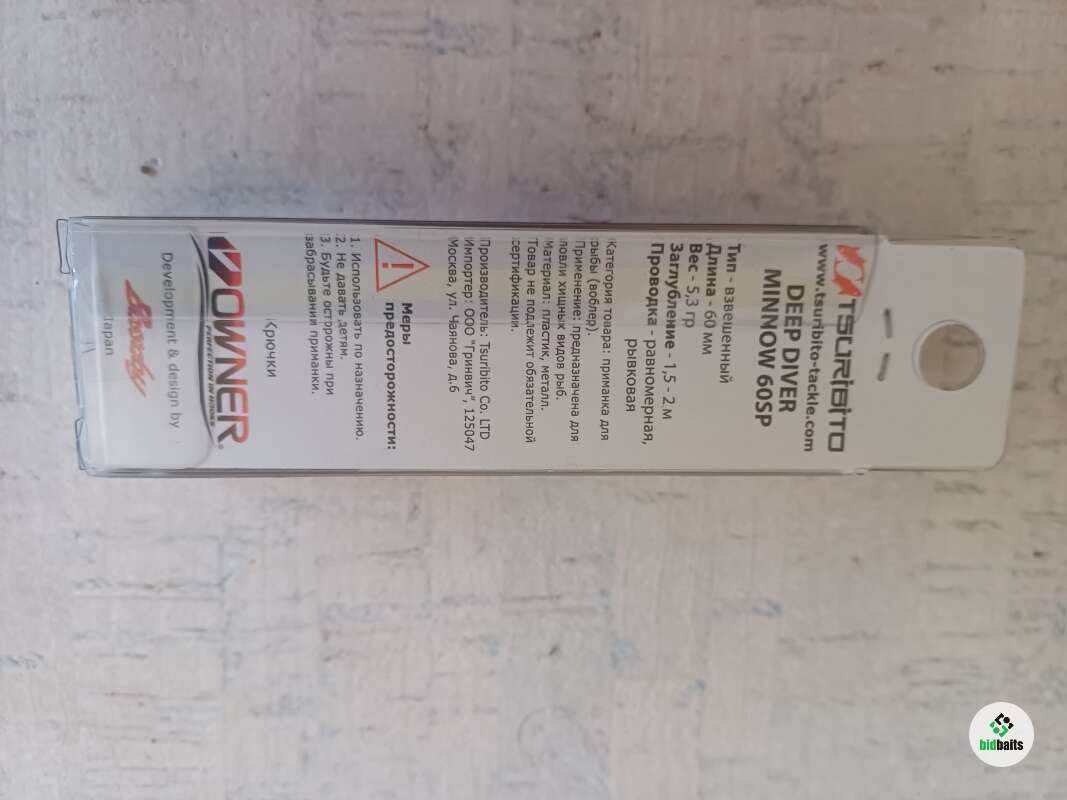 TSURIBITO
www.tsuribito-tackle.com
DEEP DIVER
MINNOW 60SP
Тип - взвешенный
Длина - 60 мм
Вес - 5,3 гр
Заглубление - 1,5 - 2 м
Проводка - равномерная,
рывковая
Категория товара: приманка для
рыбы (воблер).
Применение: предназначена для
ловли хищных видов рыб.
Материал: пластик, металл.
Товар не подлежит обязательной
сертификации.
Производитель: Tsuribito Co. LTD
Импортер: ООО "Гринвич", 125047
Москва, ул. Чаянова, д.6
Меры
предосторожности:
1. Использовать по назначению.
2. Не давать детям.
3. Будьте осторожны при
забрасывании приманки.
Крючки
OWNER
PERFECTION IN HOOKS
Development & design by
Japan
bidbaits